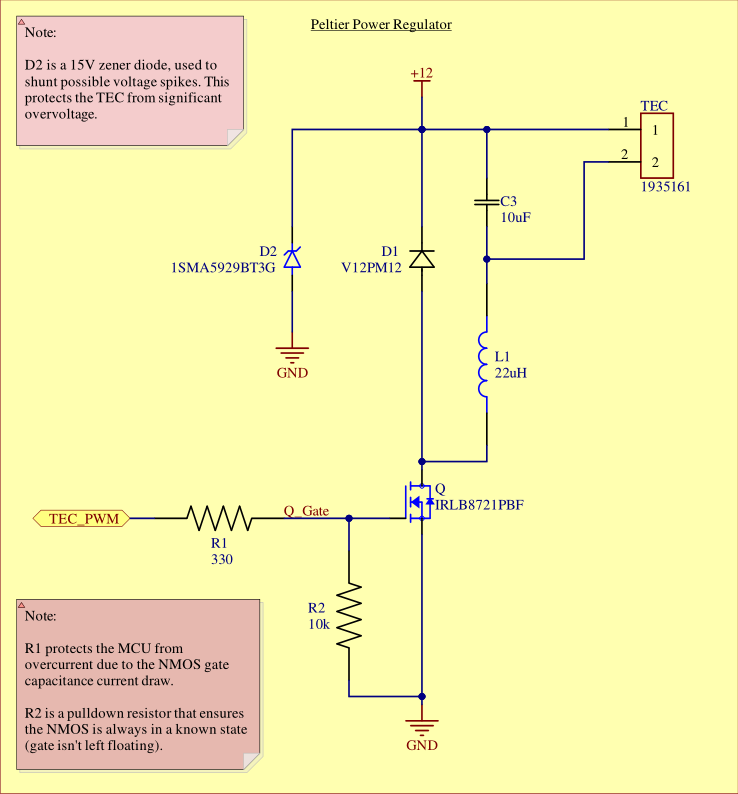 Peltier Power Regulator
Note:
D2 is a 15V zener diode, used to
shunt possible voltage spikes. This
protects the TEC from significant
overvoltage.
+12
TEC
1
1
2
2
1935161
C3
10uF
D2
1SMA5929BT3G
D1
V12PM12
GND
L1
22uH
Q
IRLB8721PBF
TEC_PWM
Q_Gate
R1
330
R2
10k
Note:
R1 protects the MCU from
overcurrent due to the NMOS gate
capacitance current draw.
R2 is a pulldown resistor that ensures
the NMOS is always in a known state
(gate isn't left floating).
GND